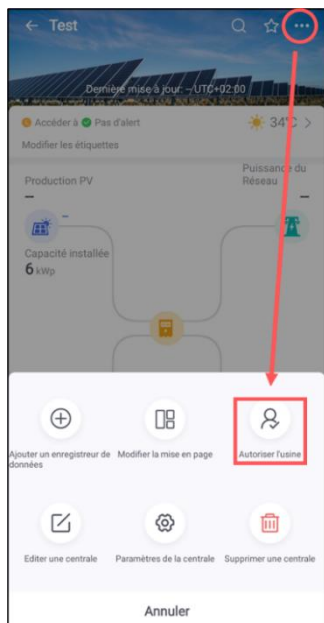 ← Test
Dernière mise à jour: -- UTC+02:00
Accéder à Pas d'alert 34℃ >
Modifier les étiquettes
Production PV
Puissance du
Réseau
–
–
–
Capacité installée
6 kWp
Ajouter un enregistreur de
données
Modifier la mise en page
Autoriser l'usine
Editer une centrale
Paramètres de la centrale
Supprimer une centrale
Annuler